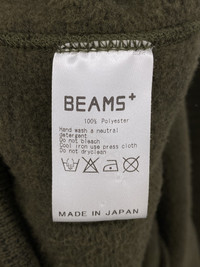 BEAMS+
100% Polyester
Hand wash a neutral
detergent.
Do not bleach.
Cool iron use press cloth
Do not dryclean
MADE IN JAPAN